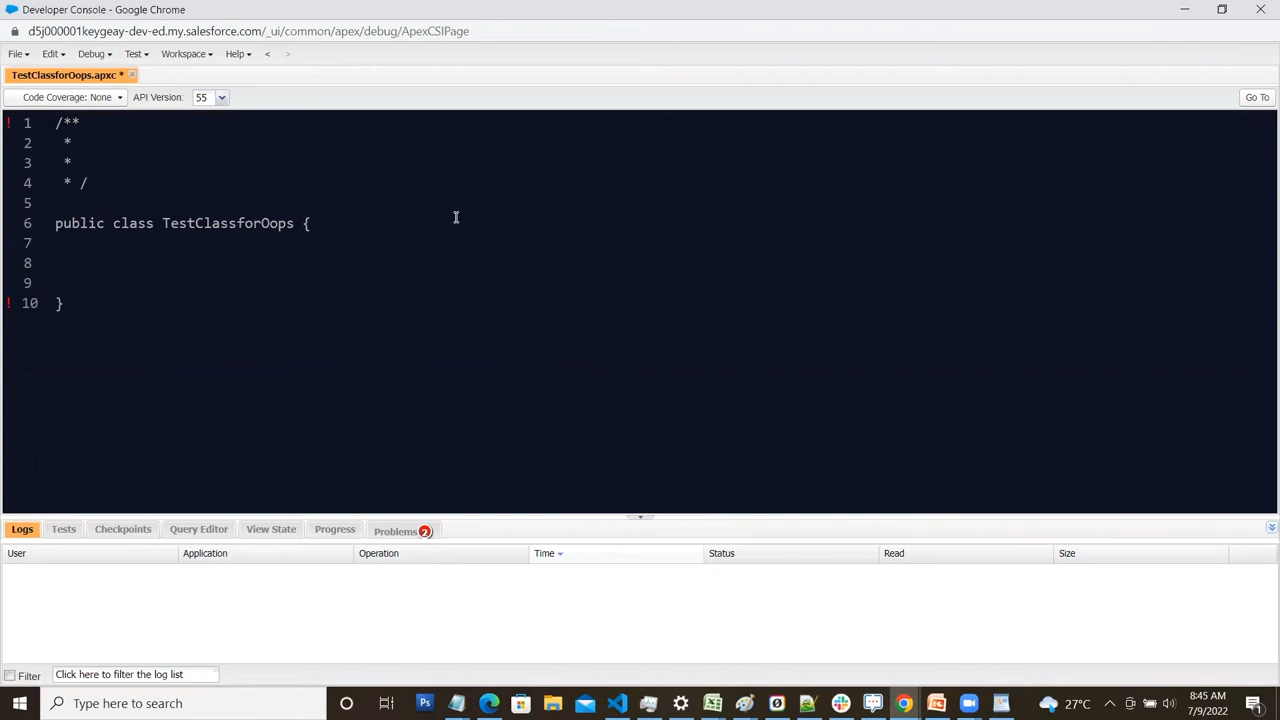 Developer Console - Google Chrome
d5j000001keygeay-dev-ed.my.salesforce.com/_ui/common/apex/debug/ApexCSIPage
File Edit Debug Test Workspace Help < >
TestClassforOops.apxc *
Code Coverage: None API Version: 55 Go To
! 1 /**
2 *
3 *
4 * /
5
6 public class TestClassforOops {
7
8
9
! 10 }
Logs Tests Checkpoints Query Editor View State Progress Problems 2
User Application Operation Time Status Read Size
Filter Click here to filter the log list
Type here to search Ps 27°C 8:45 AM
7/9/2022 1